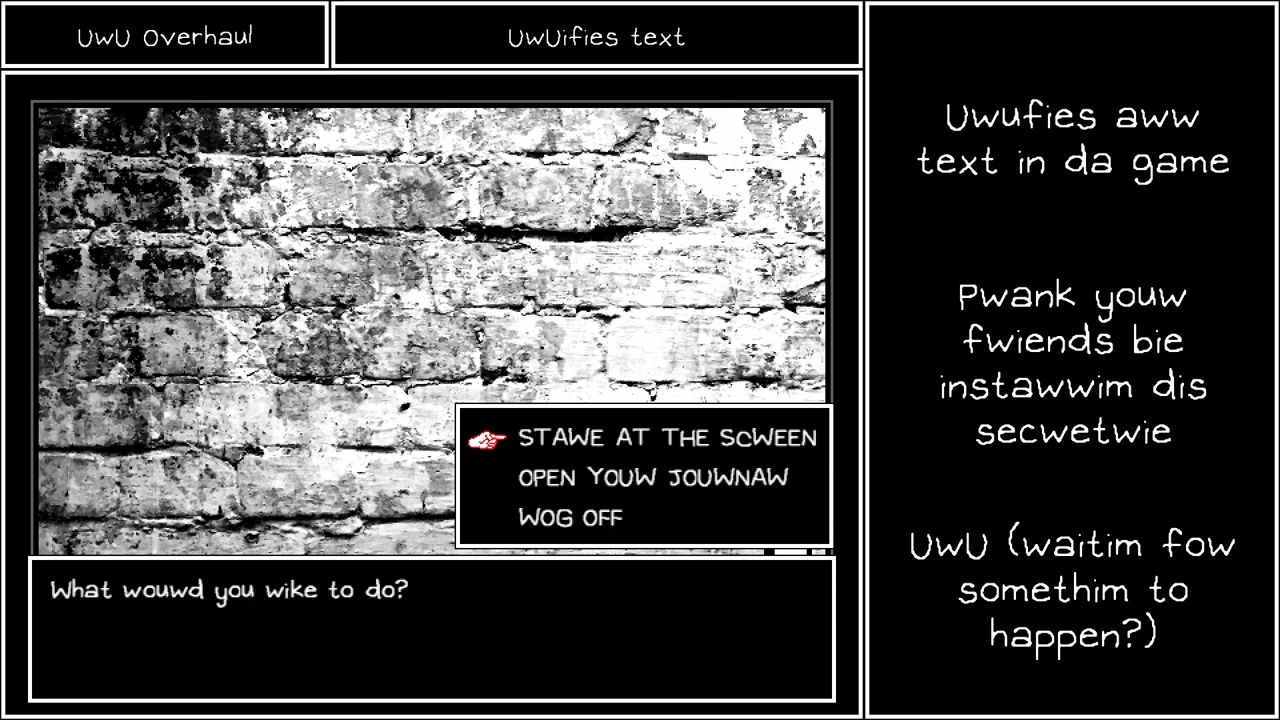 UwU Overhaul
UwUifies text
Uwufies aww
text in da game
Pwank youw
fwiends bie
instawwim dis
secwetwie
UwU (waitim fow
somethim to
happen?)
STAWE AT THE SCWEEN
OPEN YOUW JOUWNAW
WOG OFF
What wouwd you wike to do?